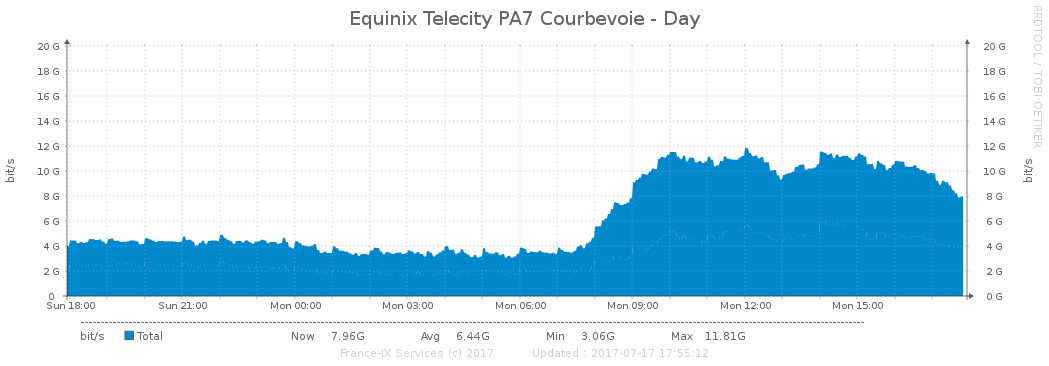 Equinix Telecity PA7 Courbevoie - Day
RRDTOOL / TOBI OETIKER
bit/s
20 G 20 G
18 G 18 G
16 G 16 G
14 G 14 G
12 G 12 G
10 G 10 G
8 G 8 G
6 G 6 G
4 G 4 G
2 G 2 G
0 0 G
bit/s
Sun 18:00 Sun 21:00 Mon 00:00 Mon 03:00 Mon 06:00 Mon 09:00 Mon 12:00 Mon 15:00
bit/s Total Now 7.96G Avg 6.44G Min 3.06G Max 11.81G
France-IX Services (c) 2017 Updated : 2017-07-17 17:55:12